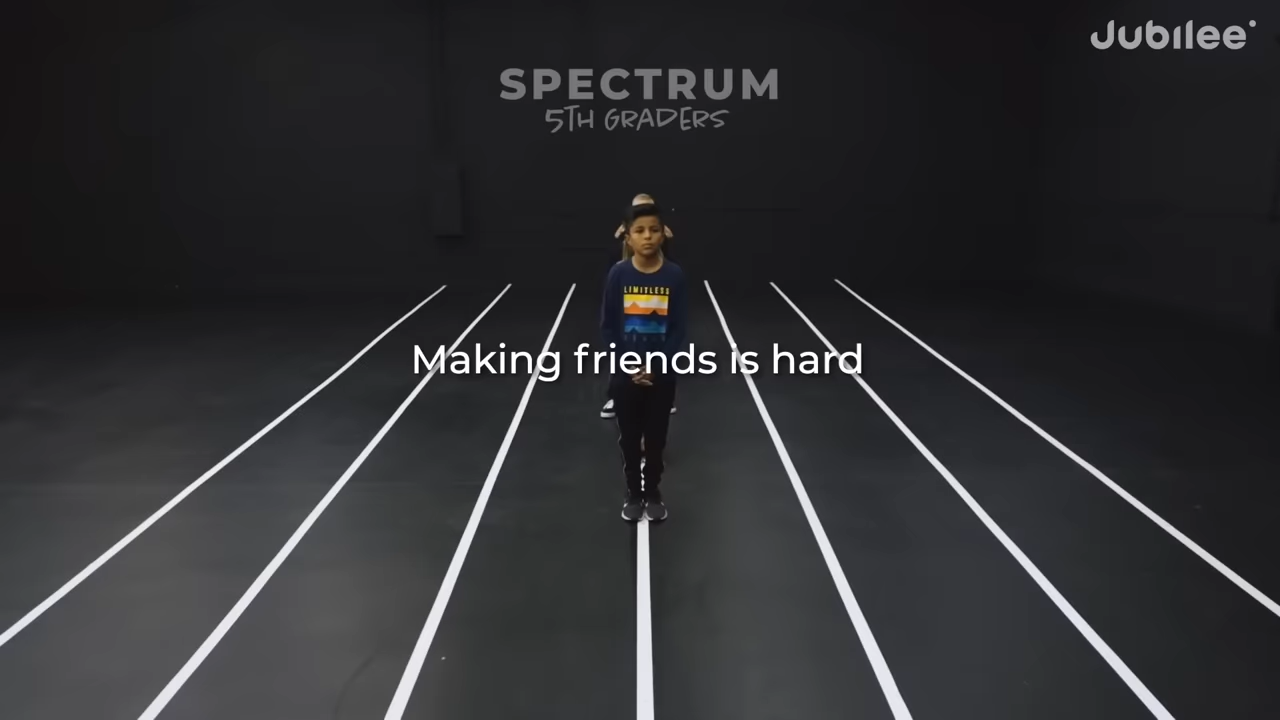 Jubilee
SPECTRUM
5TH GRADERS
LIMITLESS
Making friends is hard